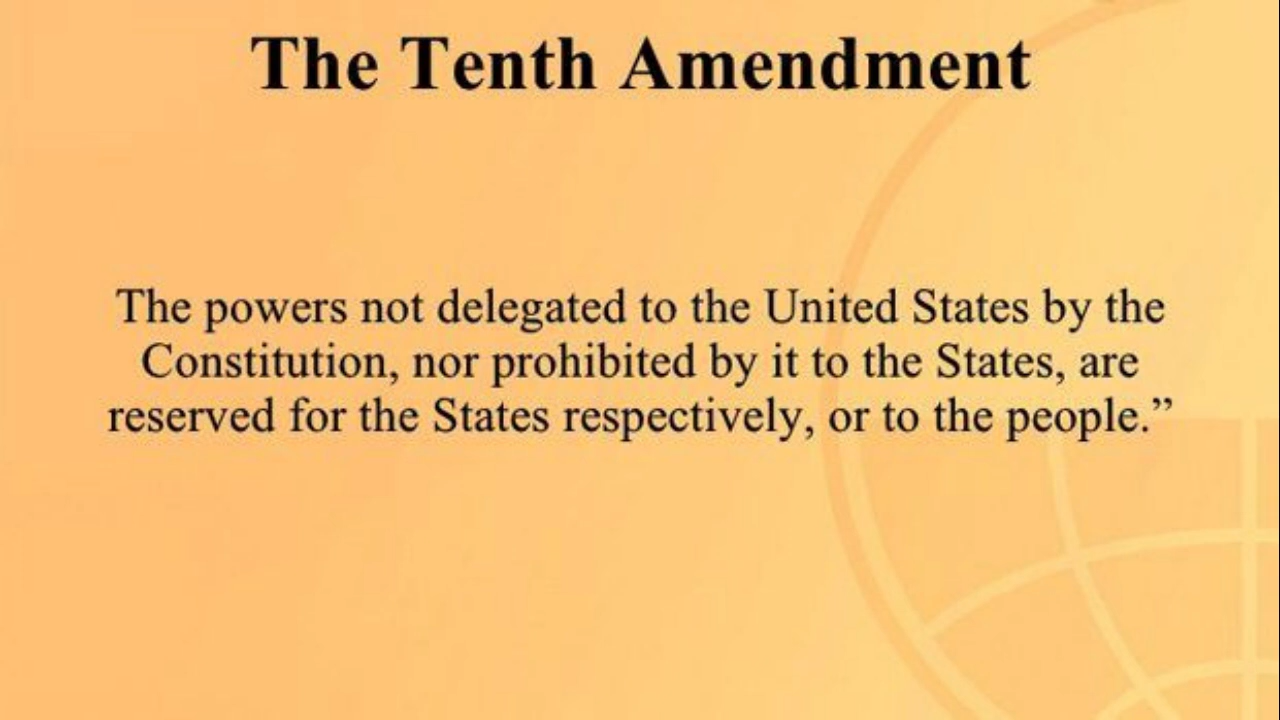 The Tenth Amendment
The powers not delegated to the United States by the
Constitution, nor prohibited by it to the States, are
reserved for the States respectively, or to the people.”